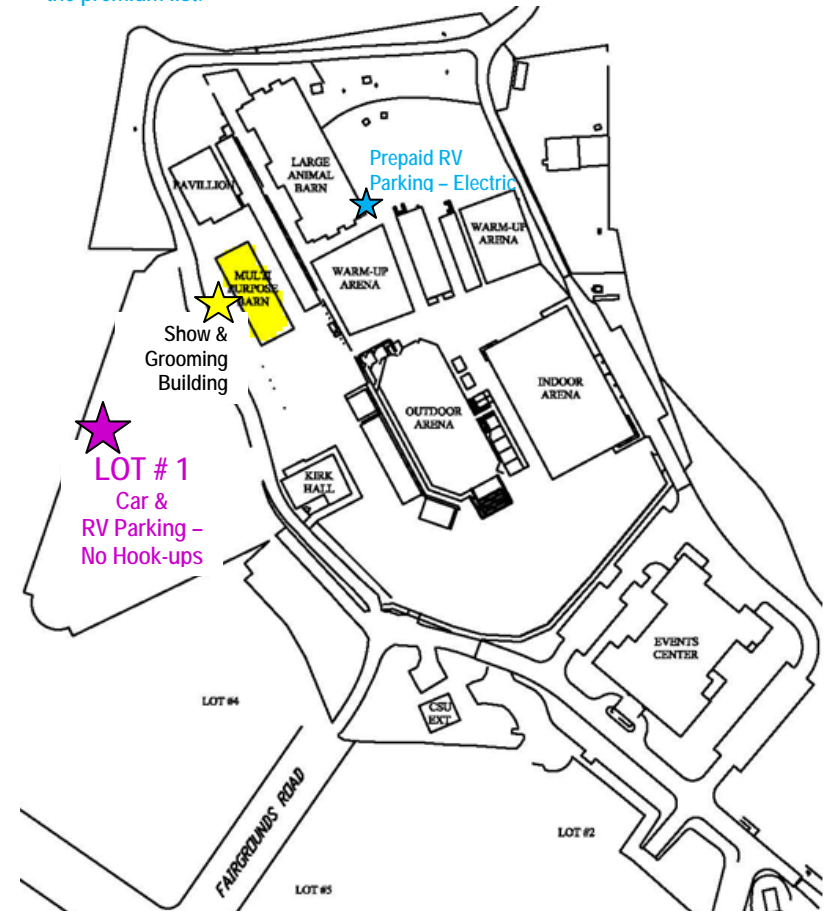 the premium list.
LARGE
ANIMAL
BARN
Prepaid RV
Parking – Electric
PAVILLION
WARM-UP
ARENA
MULTI
PURPOSE
BARN
WARM-UP
ARENA
Show &
Grooming
Building
OUTDOOR
ARENA
INDOOR
ARENA
LOT # 1
Car &
RV Parking –
No Hook-ups
KIRK
HALL
EVENTS
CENTER
LOT #4
CSU
EXT
FAIRGROUNDS ROAD
LOT #2
LOT #5